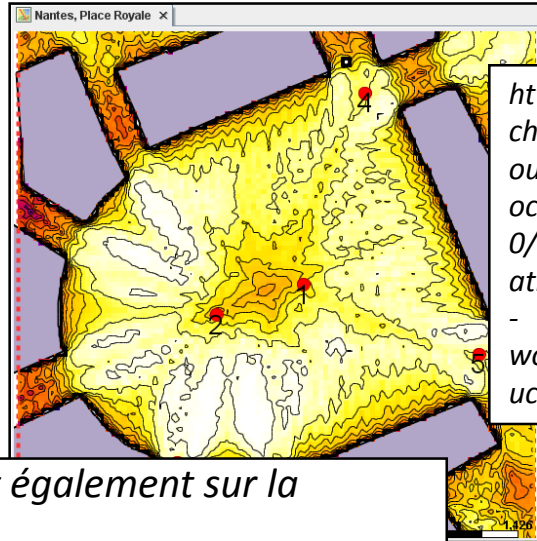 Nantes, Place Royale
4
ht
ch
ou
oc
0/
at
-
wa
uc
1
2
5
également sur la
1.426